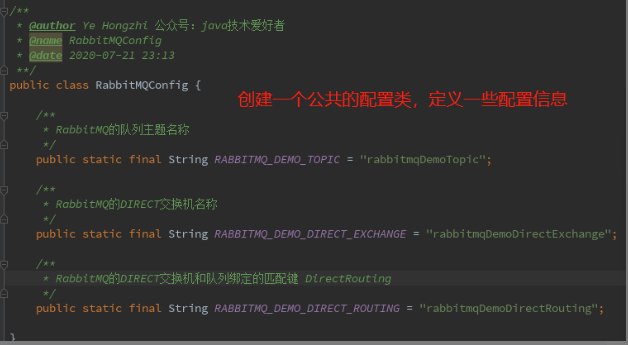 /**
* @author Ye Hongzhi 公众号：java技术爱好者
* @name RabbitMQConfig
* @date 2020-07-21 23:13
**/
public class RabbitMQConfig {
创建一个公共的配置类，定义一些配置信息
/**
* RabbitMQ的队列主题名称
*/
public static final String RABBITMQ_DEMO_TOPIC = "rabbitmqDemoTopic";
/**
* RabbitMQ的DIRECT交换机名称
*/
public static final String RABBITMQ_DEMO_DIRECT_EXCHANGE = "rabbitmqDemoDirectExchange";
/**
* RabbitMQ的DIRECT交换机和队列绑定的匹配键 DirectRouting
*/
public static final String RABBITMQ_DEMO_DIRECT_ROUTING = "rabbitmqDemoDirectRouting";
}